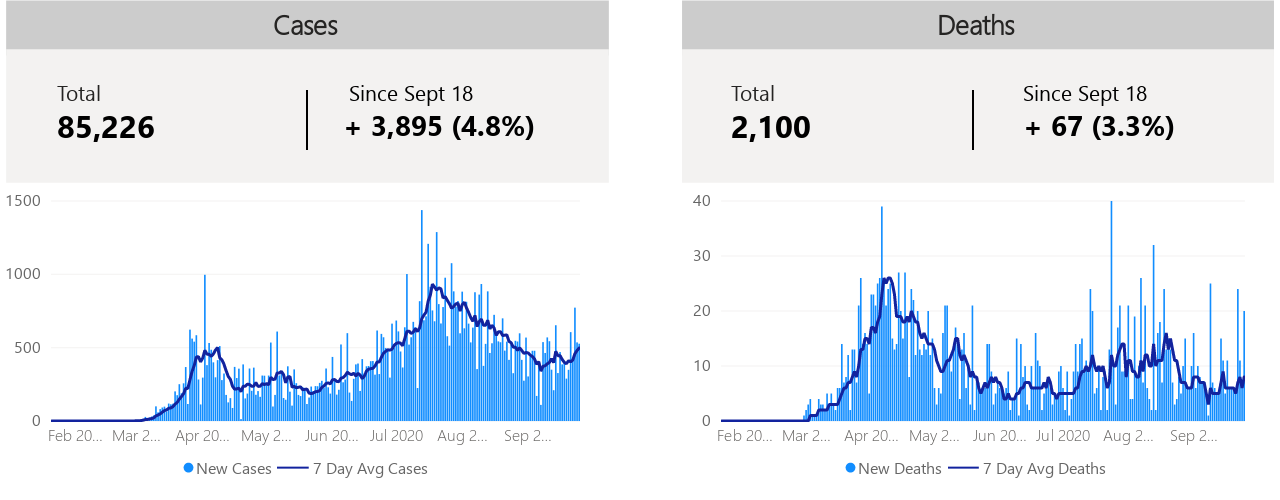 Cases
Total
85,226
Since Sept 18
+ 3,895 (4.8%)
1500
1000
500
0
Feb 20... Mar 2... Apr 20... May 2... Jun 20... Jul 2020 Aug 2... Sep 2...
New Cases 7 Day Avg Cases
Deaths
Total
2,100
Since Sept 18
+ 67 (3.3%)
40
30
20
10
0
Feb 20... Mar 2... Apr 20... May 2... Jun 20... Jul 2020 Aug 2... Sep 2...
New Deaths 7 Day Avg Deaths